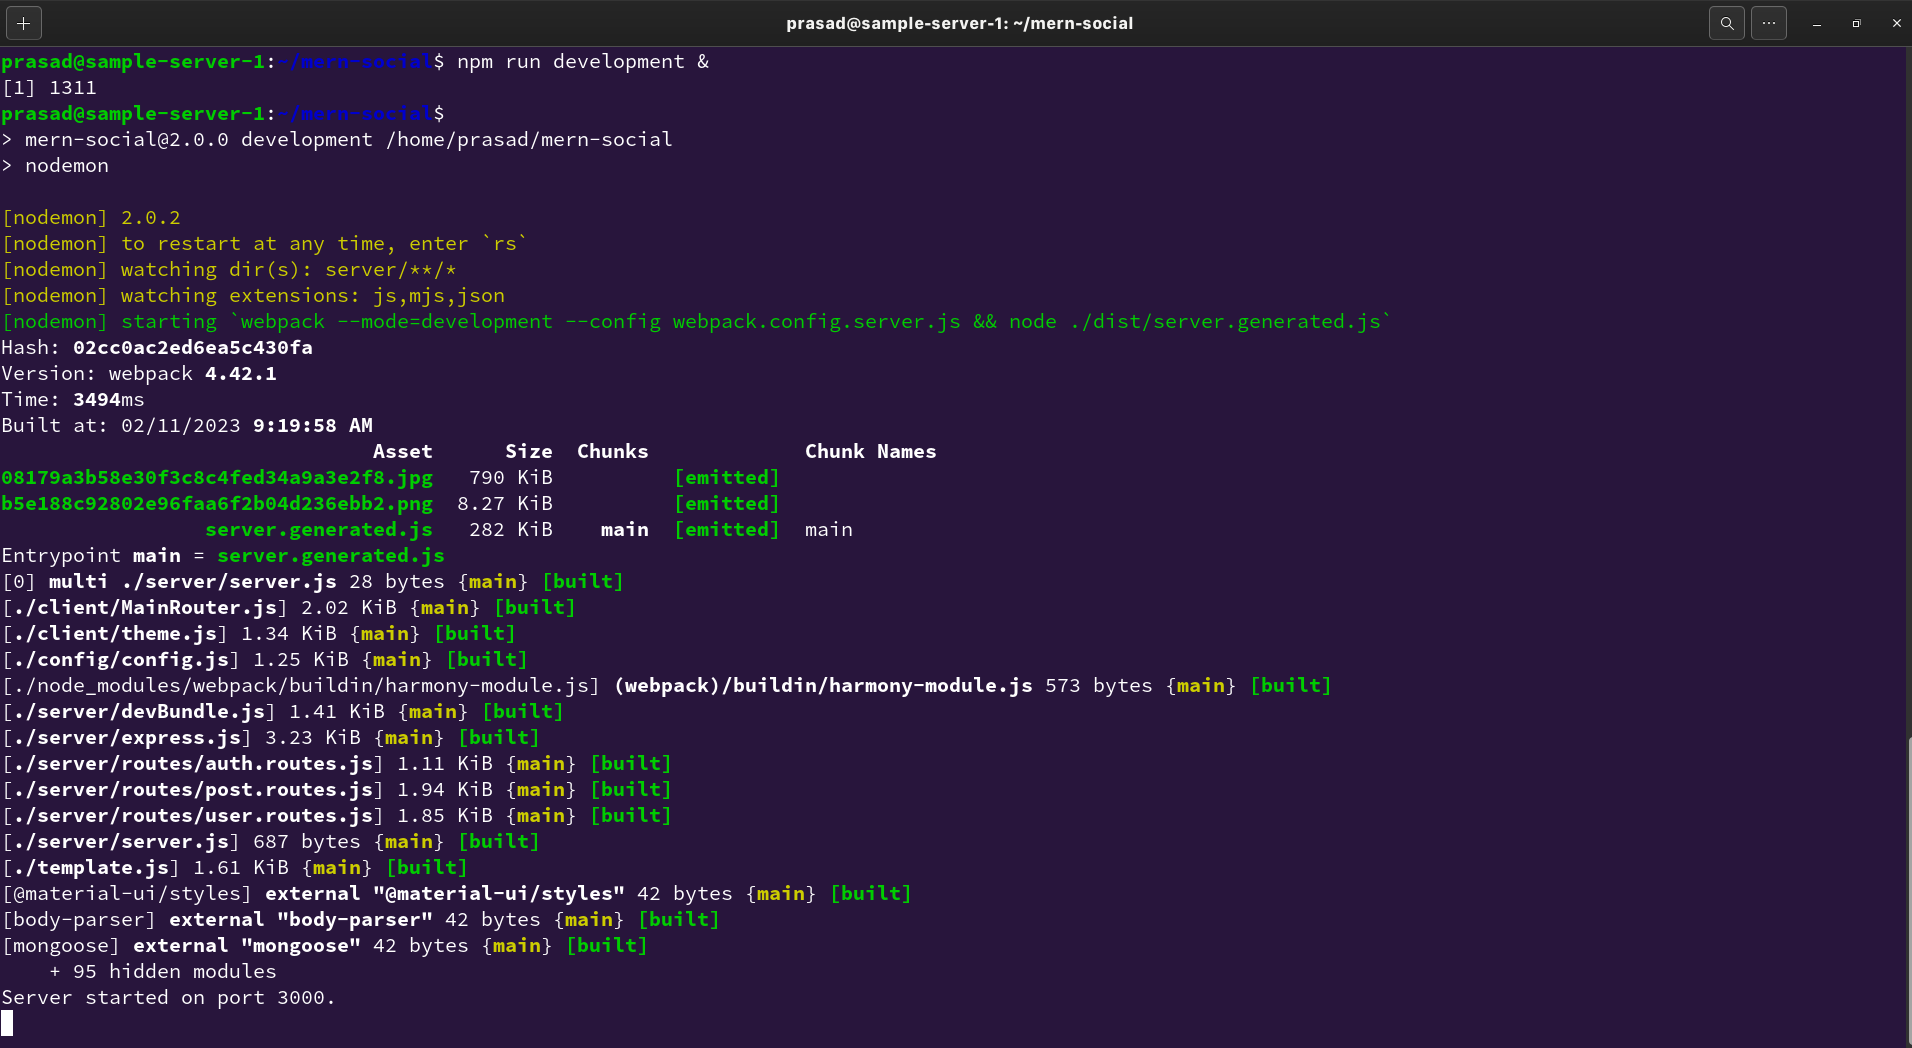 prasad@sample-server-1: ~/mern-social
prasad@sample-server-1:~/mern-social$ npm run development &
[1] 1311
prasad@sample-server-1:~/mern-social$
> mern-social@2.0.0 development /home/prasad/mern-social
> nodemon
[nodemon] 2.0.2
[nodemon] to restart at any time, enter `rs`
[nodemon] watching dir(s): server/**/*
[nodemon] watching extensions: js,mjs,json
[nodemon] starting `webpack --mode=development --config webpack.config.server.js && node ./dist/server.generated.js`
Hash: 02cc0ac2ed6ea5c430fa
Version: webpack 4.42.1
Time: 3494ms
Built at: 02/11/2023 9:19:58 AM
Asset Size Chunks Chunk Names
08179a3b58e30f3c8c4fed34a9a3e2f8.jpg 790 KiB [emitted]
b5e188c92802e96faa6f2b04d236ebb2.png 8.27 KiB [emitted]
server.generated.js 282 KiB main [emitted] main
Entrypoint main = server.generated.js
[0] multi ./server/server.js 28 bytes {main} [built]
[./client/MainRouter.js] 2.02 KiB {main} [built]
[./client/theme.js] 1.34 KiB {main} [built]
[./config/config.js] 1.25 KiB {main} [built]
[./node_modules/webpack/buildin/harmony-module.js] (webpack)/buildin/harmony-module.js 573 bytes {main} [built]
[./server/devBundle.js] 1.41 KiB {main} [built]
[./server/express.js] 3.23 KiB {main} [built]
[./server/routes/auth.routes.js] 1.11 KiB {main} [built]
[./server/routes/post.routes.js] 1.94 KiB {main} [built]
[./server/routes/user.routes.js] 1.85 KiB {main} [built]
[./server/server.js] 687 bytes {main} [built]
[./template.js] 1.61 KiB {main} [built]
[@material-ui/styles] external "@material-ui/styles" 42 bytes {main} [built]
[body-parser] external "body-parser" 42 bytes {main} [built]
[mongoose] external "mongoose" 42 bytes {main} [built]
+ 95 hidden modules
Server started on port 3000.